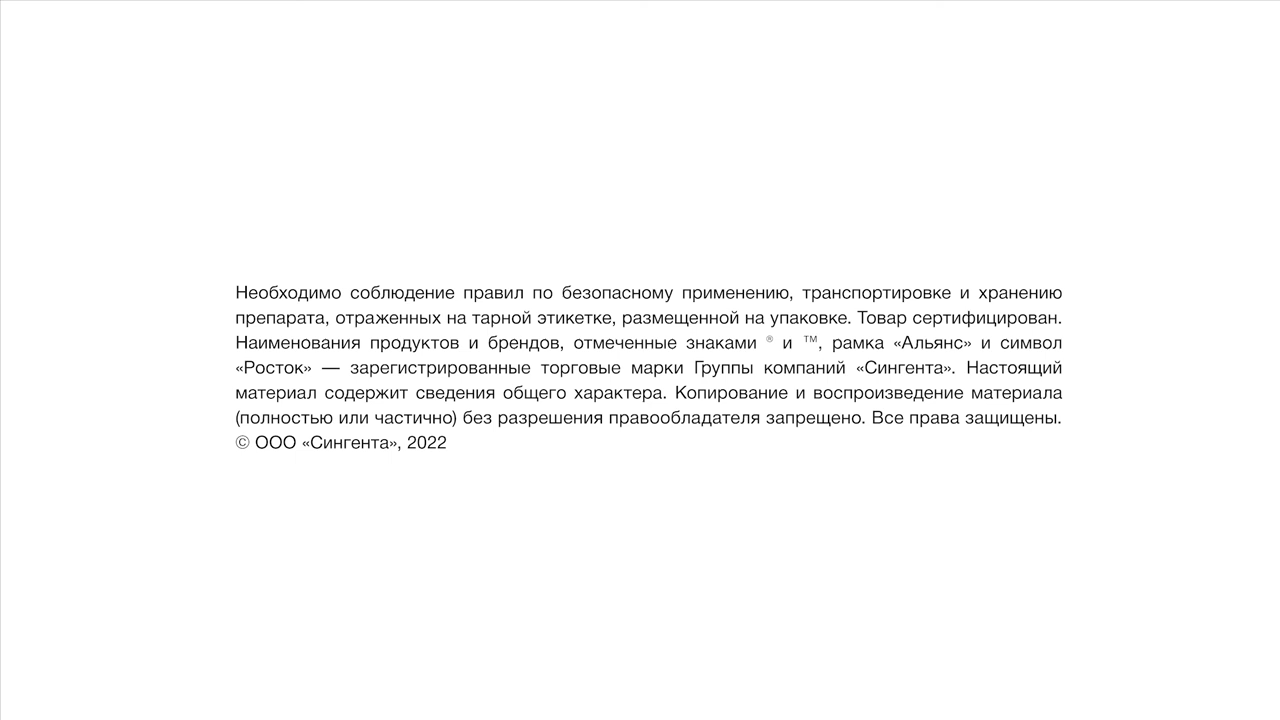 Необходимо соблюдение правил по безопасному применению, транспортировке и хранению
препарата, отраженных на тарной этикетке, размещенной на упаковке. Товар сертифицирован.
Наименования продуктов и брендов, отмеченные знаками ® и ™, рамка «Альянс» и символ
«Росток» — зарегистрированные торговые марки Группы компаний «Сингента». Настоящий
материал содержит сведения общего характера. Копирование и воспроизведение материала
(полностью или частично) без разрешения правообладателя запрещено. Все права защищены.
© ООО «Сингента», 2022